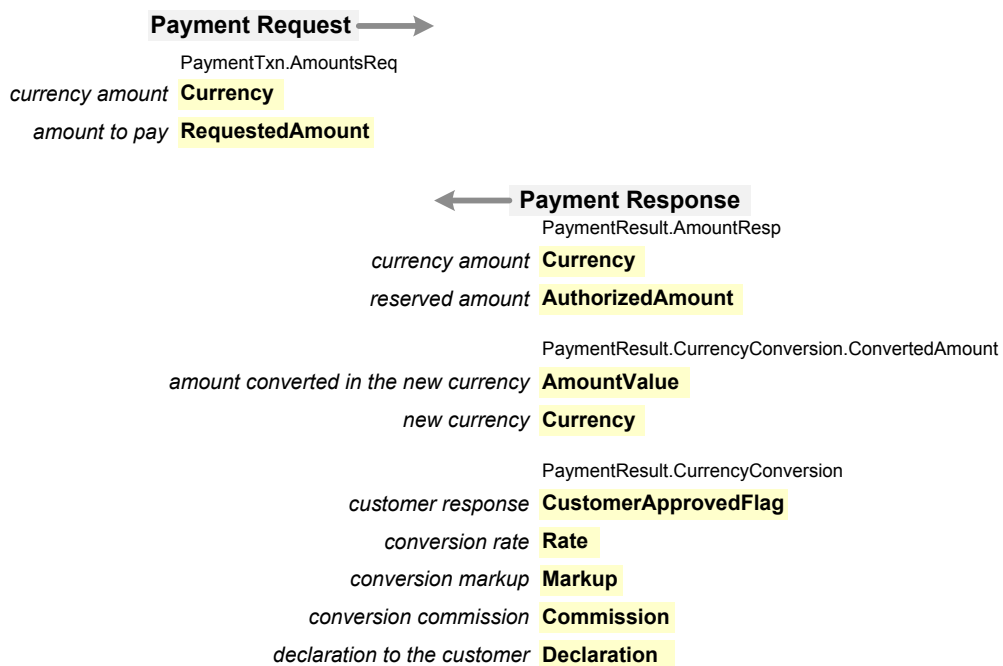 Payment Request
PaymentTxn.AmountsReq
currency amount Currency
amount to pay RequestedAmount
Payment Response
PaymentResult.AmountResp
currency amount Currency
reserved amount AuthorizedAmount
PaymentResult.CurrencyConversion.ConvertedAmount
amount converted in the new currency AmountValue
new currency Currency
PaymentResult.CurrencyConversion
customer response CustomerApprovedFlag
conversion rate Rate
conversion markup Markup
conversion commission Commission
declaration to the customer Declaration